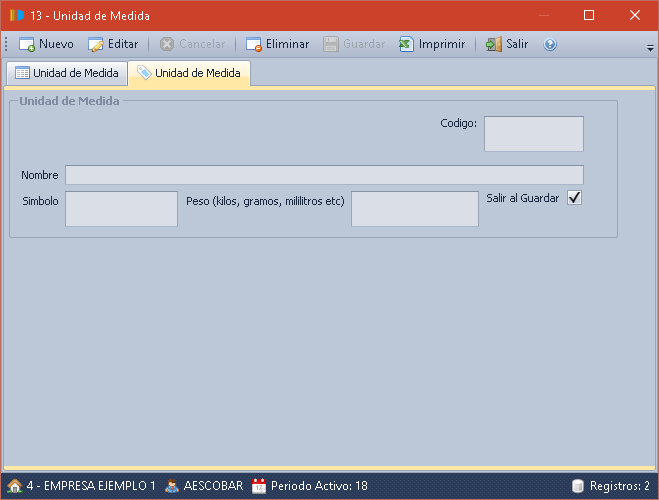 13 - Unidad de Medida
Nuevo Editar Cancelar Eliminar Guardar Imprimir Salir
Unidad de Medida Unidad de Medida
Unidad de Medida
Codigo:
Nombre
Simbolo Peso (kilos, gramos, mililitros etc) Salir al Guardar
4 - EMPRESA EJEMPLO 1 AESCOBAR 12 Periodo Activo: 18 Registros: 2